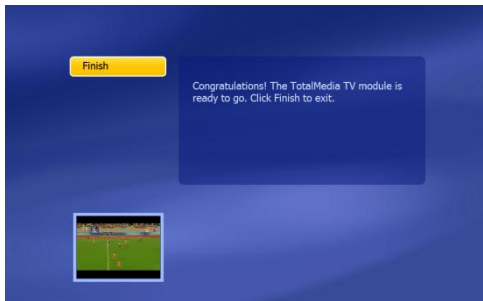 Finish
Congratulations! The TotalMedia TV module is
ready to go. Click Finish to exit.